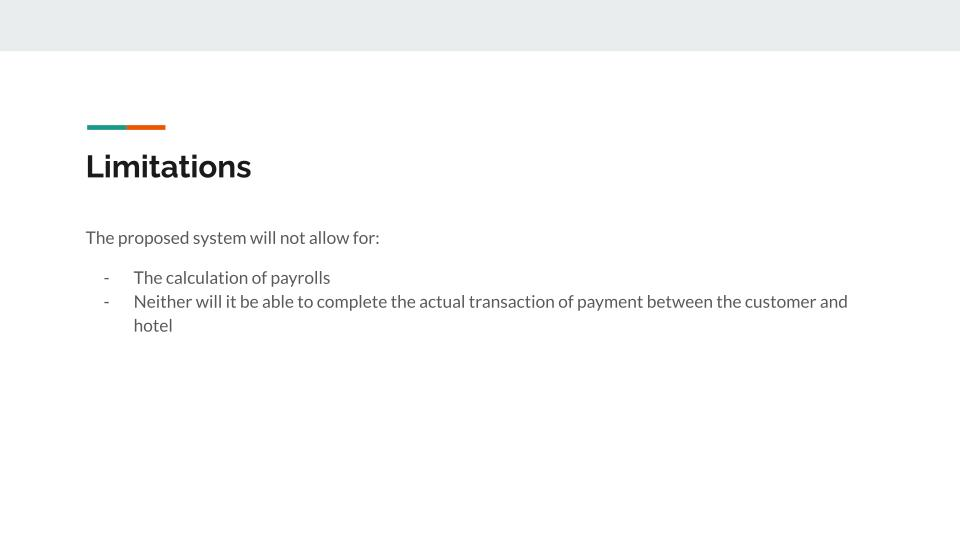 Limitations
The proposed system will not allow for:
- The calculation of payrolls
- Neither will it be able to complete the actual transaction of payment between the customer and
hotel